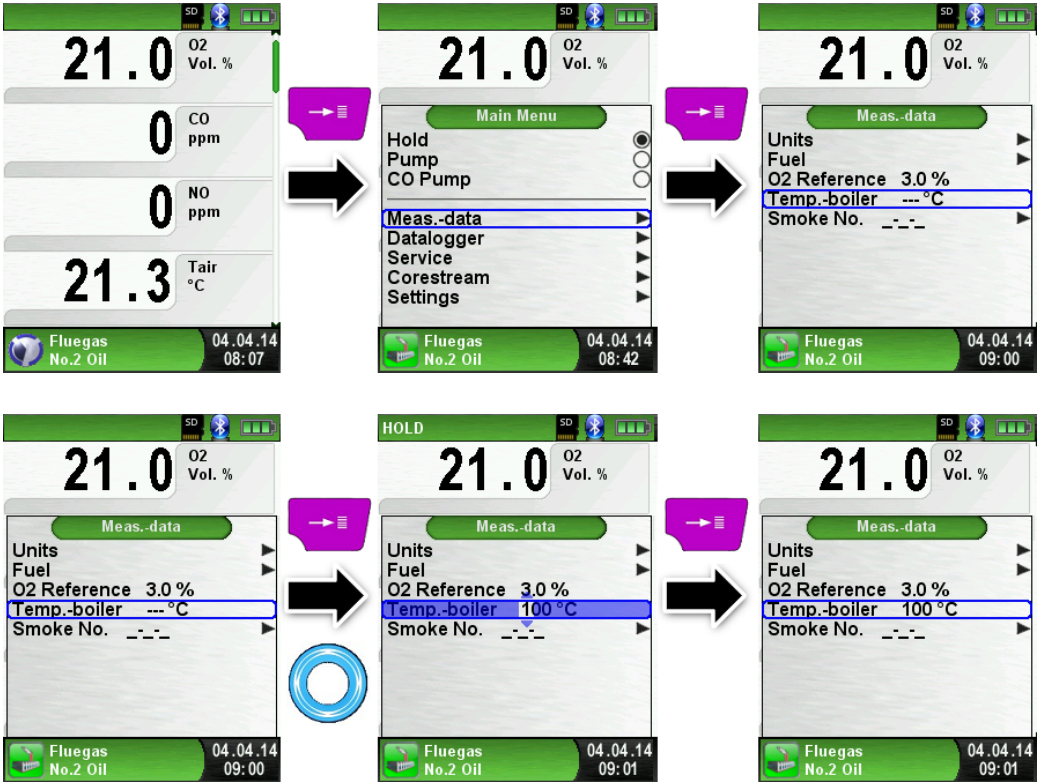 SD
21.0 O2 Vol. %
0 CO ppm
0 NO ppm
21.3 Tair °C
Fluegas 04.04.14
No.2 Oil 08:07
SD
21.0 O2 Vol. %
Main Menu
Hold
Pump
CO Pump
Meas.-data
Datalogger
Service
Corestream
Settings
Fluegas 04.04.14
No.2 Oil 08:42
SD
21.0 O2 Vol. %
Meas.-data
Units
Fuel
O2 Reference 3.0 %
Temp.-boiler --- °C
Smoke No. _-_-_
Fluegas 04.04.14
No.2 Oil 09:00
SD
21.0 O2 Vol. %
Meas.-data
Units
Fuel
O2 Reference 3.0 %
Temp.-boiler --- °C
Smoke No. _-_-_
Fluegas 04.04.14
No.2 Oil 09:00
HOLD SD
21.0 O2 Vol. %
Meas.-data
Units
Fuel
O2 Reference 3.0 %
Temp.-boiler 100 °C
Smoke No. _-_-_
Fluegas 04.04.14
No.2 Oil 09:01
SD
21.0 O2 Vol. %
Meas.-data
Units
Fuel
O2 Reference 3.0 %
Temp.-boiler 100 °C
Smoke No. _-_-_
Fluegas 04.04.14
No.2 Oil 09:01